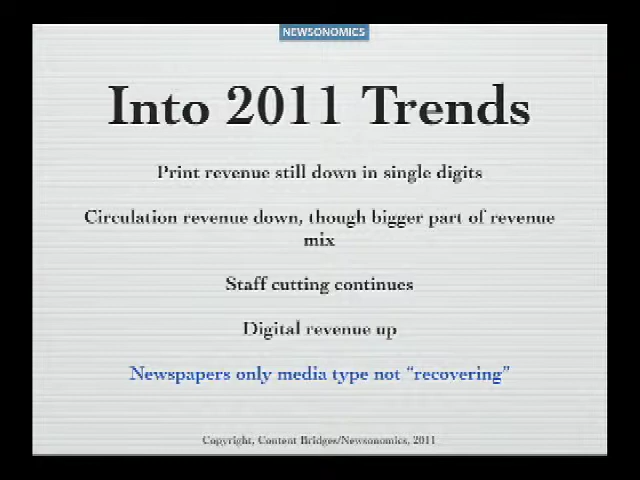 NEWSONOMICS
Into 2011 Trends
Print revenue still down in single digits
Circulation revenue down, though bigger part of revenue
mix
Staff cutting continues
Digital revenue up
Newspapers only media type not “recovering”
Copyright, Content Bridges/Newsonomics, 2011